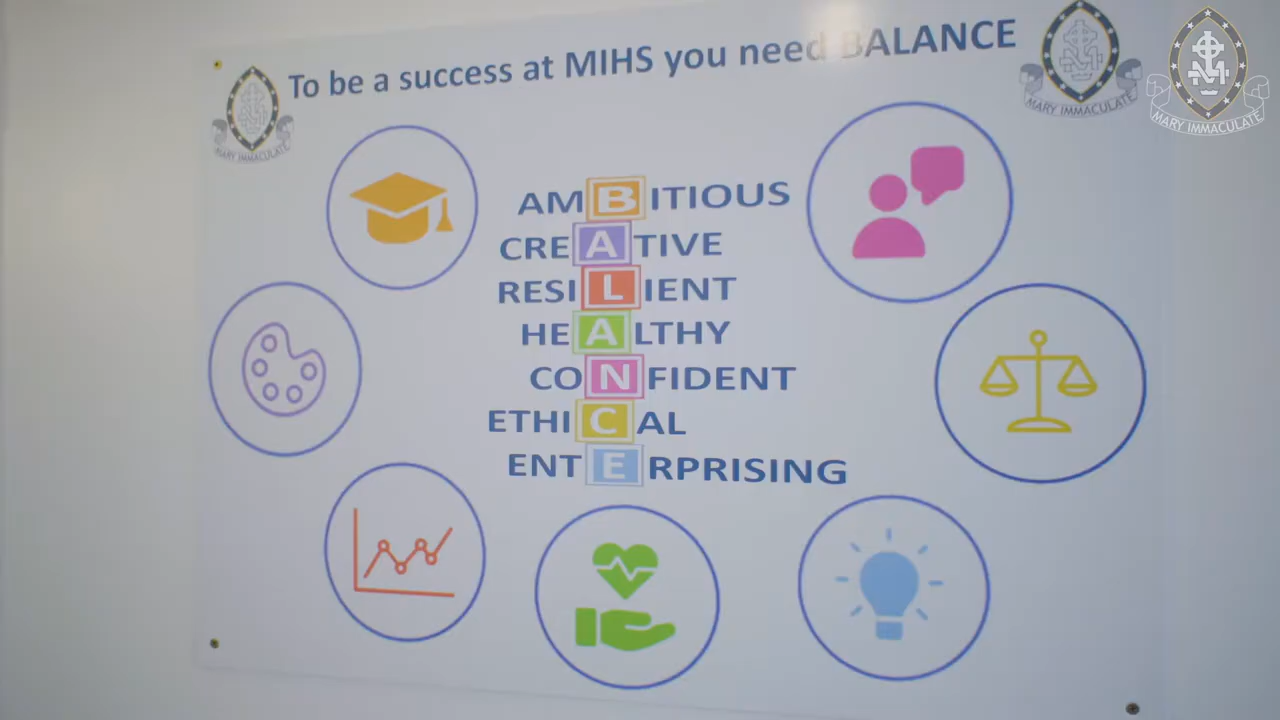 To be a success at MIHS you need BALANCE
MARY IMMACULATE
MARY IMMACULATE
MARY IMMACULATE
AMBITIOUS
CREATIVE
RESILIENT
HEALTHY
CONFIDENT
ETHICAL
ENTERPRISING